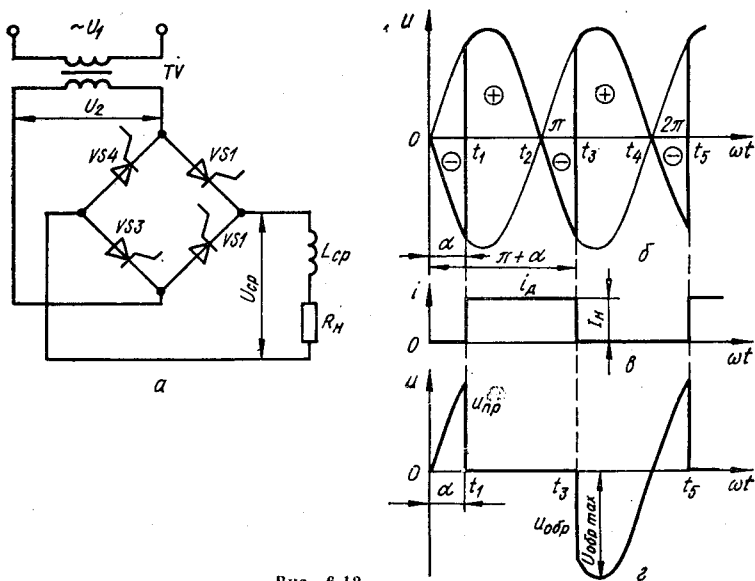 ~U₁
TV
U₂
VS4
VS1
VS3
VS1
Uср
Lср
Rн
а
u
0
+
+
−
−
−
π
2π
t₁
t₂
t₃
t₄
t₅
ωt
α
π + α
б
i
iд
Iн
0
в
ωt
u
uпр
0
α
t₁
t₃
t₅
ωt
uобр
Uобр max
г
Рис. 6.12